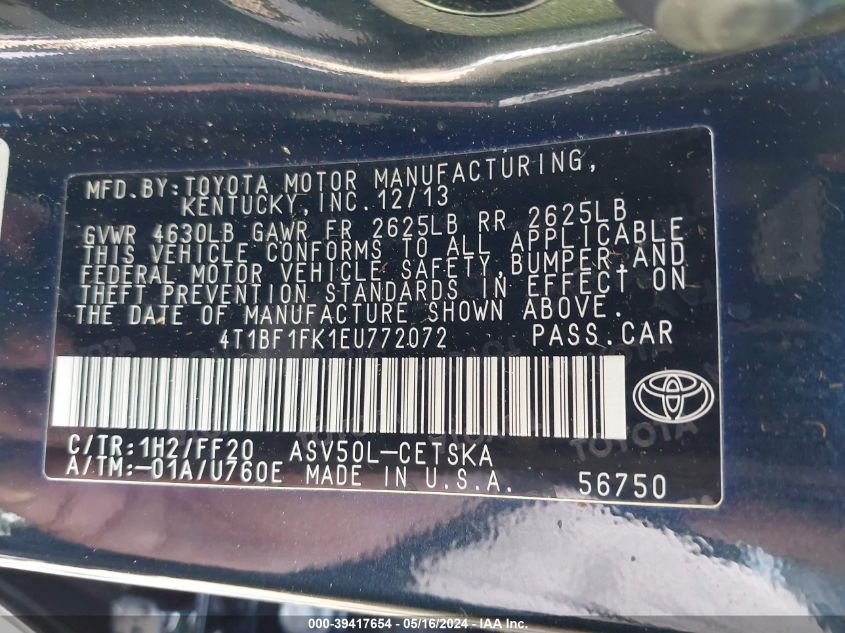 MFD.BY:TOYOTA MOTOR MANUFACTURING,
KENTUCKY,INC.12/13
GVWR 4630LB GAWR FR 2625LB RR 2625LB
THIS VEHICLE CONFORMS TO ALL APPLICABLE
FEDERAL MOTOR VEHICLE SAFETY,BUMPER,AND
THEFT PREVENTION STANDARDS IN EFFECT ON
THE DATE OF MANUFACTURE SHOWN ABOVE.
4T1BF1FK1EU772072 PASS.CAR
C/TR:1H2/FF20 ASV50L-CETSKA
A/TM:-01A/U760E MADE IN U.S.A. 56750
000-39417654 - 05/16/2024 - IAAI.COM